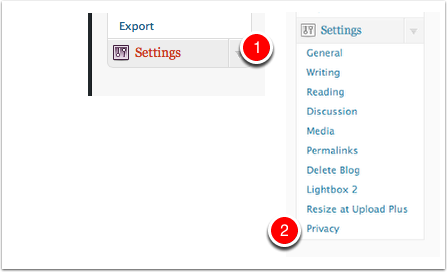 Export
Settings
1
Settings
General
Writing
Reading
Discussion
Media
Permalinks
Delete Blog
Lightbox 2
Resize at Upload Plus
2
Privacy